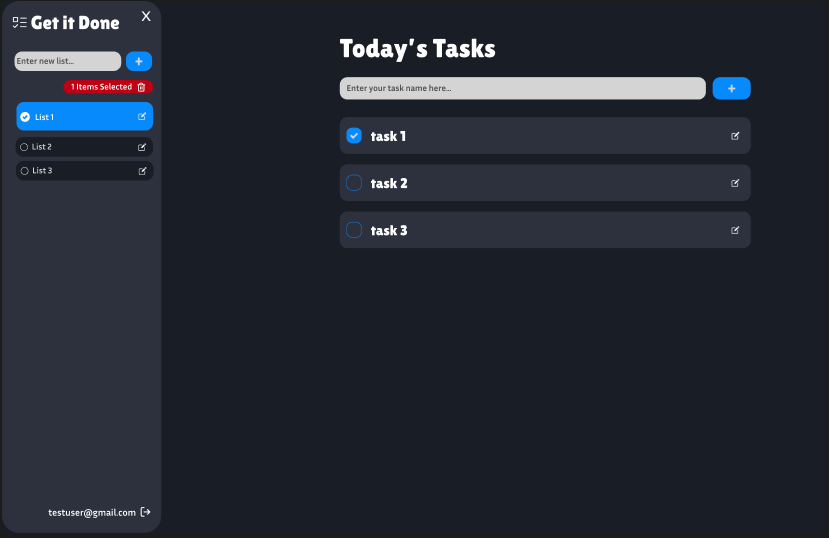 Get it Done
X
Enter new list...
+
1 Items Selected
List 1
List 2
List 3
testuser@gmail.com
Today's Tasks
Enter your task name here...
+
task 1
task 2
task 3